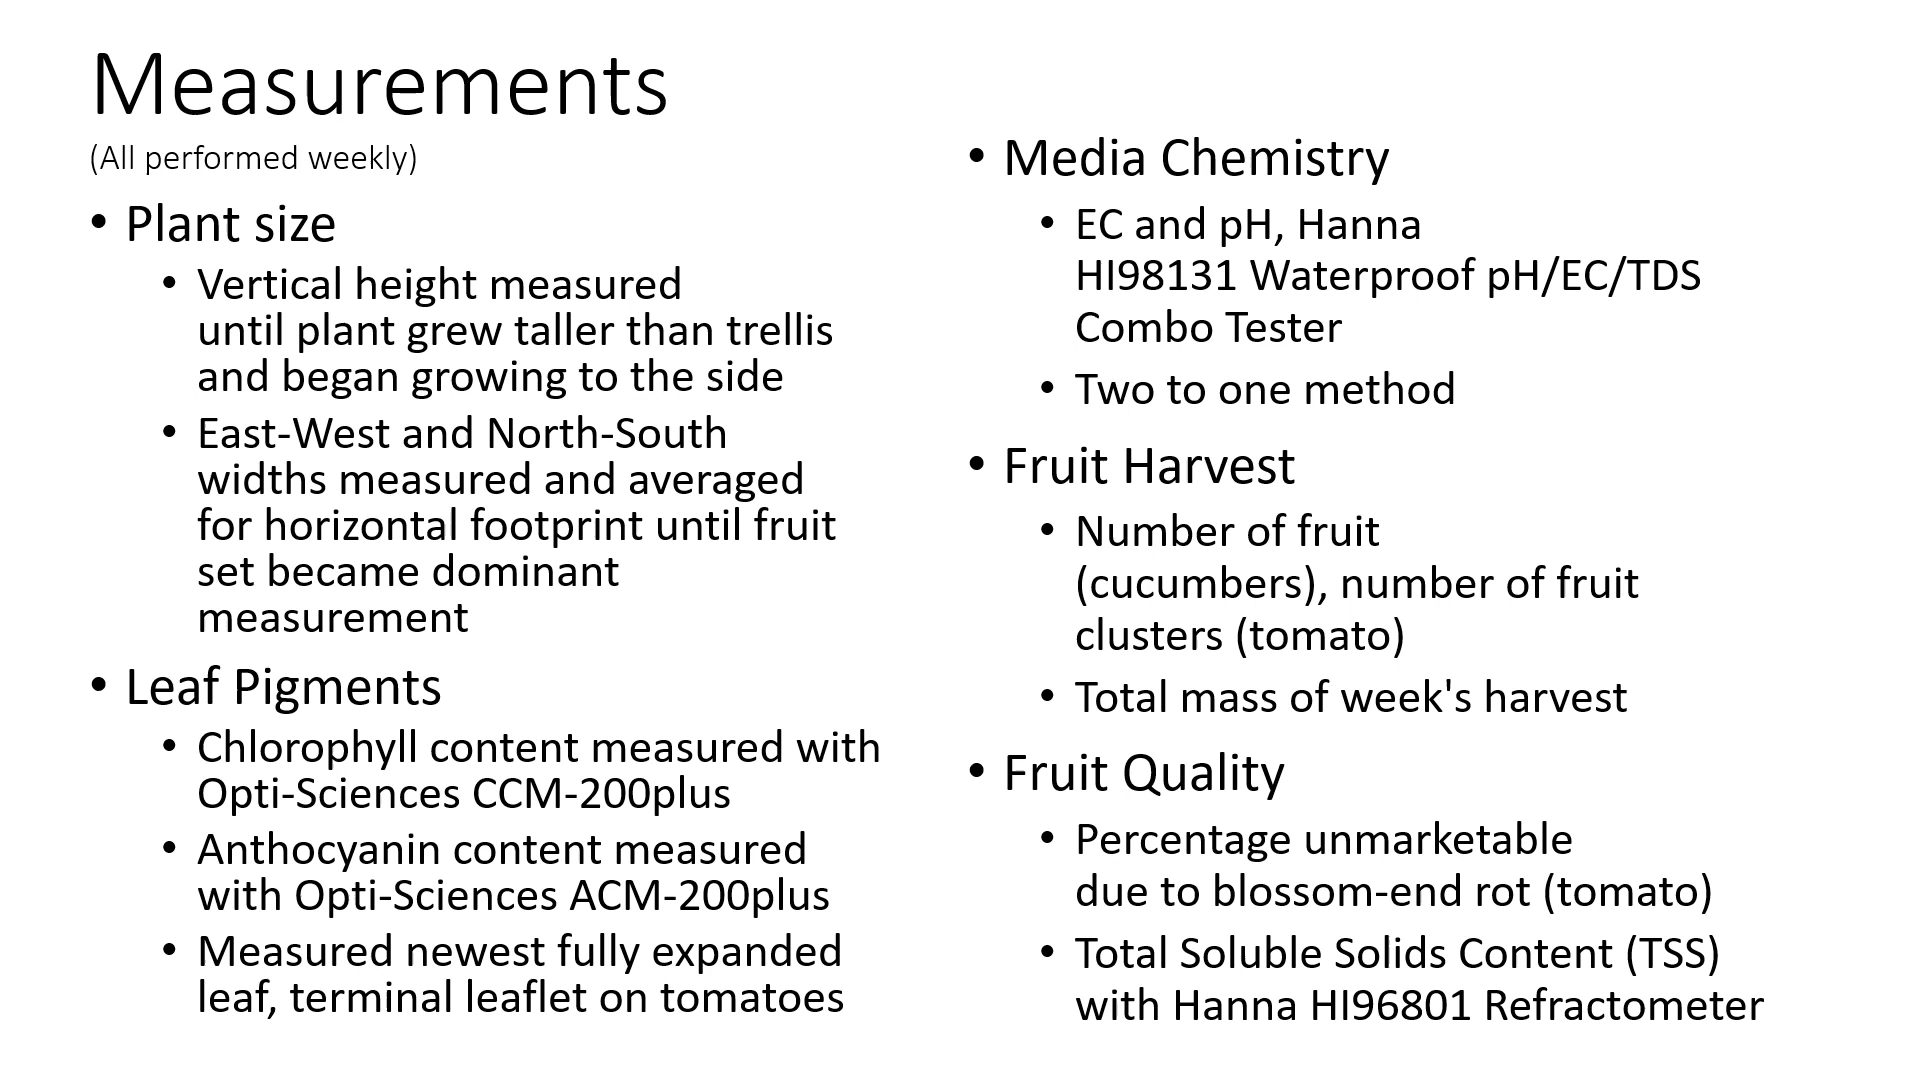 Measurements
(All performed weekly)
• Plant size
• Vertical height measured
until plant grew taller than trellis
and began growing to the side
• East-West and North-South
widths measured and averaged
for horizontal footprint until fruit
set became dominant
measurement
• Leaf Pigments
• Chlorophyll content measured with
Opti-Sciences CCM-200plus
• Anthocyanin content measured
with Opti-Sciences ACM-200plus
• Measured newest fully expanded
leaf, terminal leaflet on tomatoes
• Media Chemistry
• EC and pH, Hanna
HI98131 Waterproof pH/EC/TDS
Combo Tester
• Two to one method
• Fruit Harvest
• Number of fruit
(cucumbers), number of fruit
clusters (tomato)
• Total mass of week's harvest
• Fruit Quality
• Percentage unmarketable
due to blossom-end rot (tomato)
• Total Soluble Solids Content (TSS)
with Hanna HI96801 Refractometer